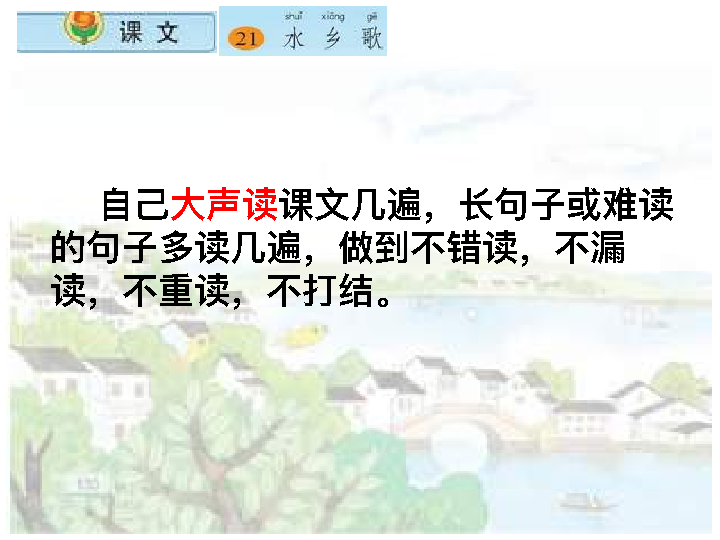 课 文
shuǐ xiāng gē
21 水 乡 歌
自己大声读课文几遍，长句子或难读
的句子多读几遍，做到不错读，不漏
读，不重读，不打结。
130